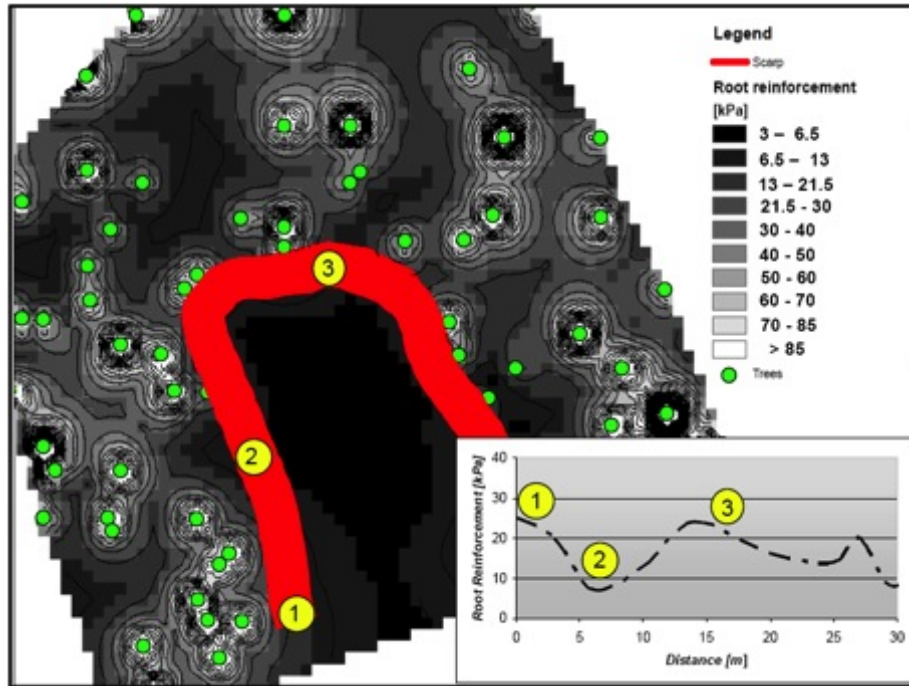 Legend
Scarp
Root reinforcement
[kPa]
3 – 6.5
6.5 – 13
13 – 21.5
21.5 - 30
30 - 40
40 - 50
50 - 60
60 - 70
70 - 85
> 85
Trees
3
2
1
Root Reinforcement [kPa]
40
30
20
10
0
1
2
3
0 5 10 15 20 25 30
Distance [m]